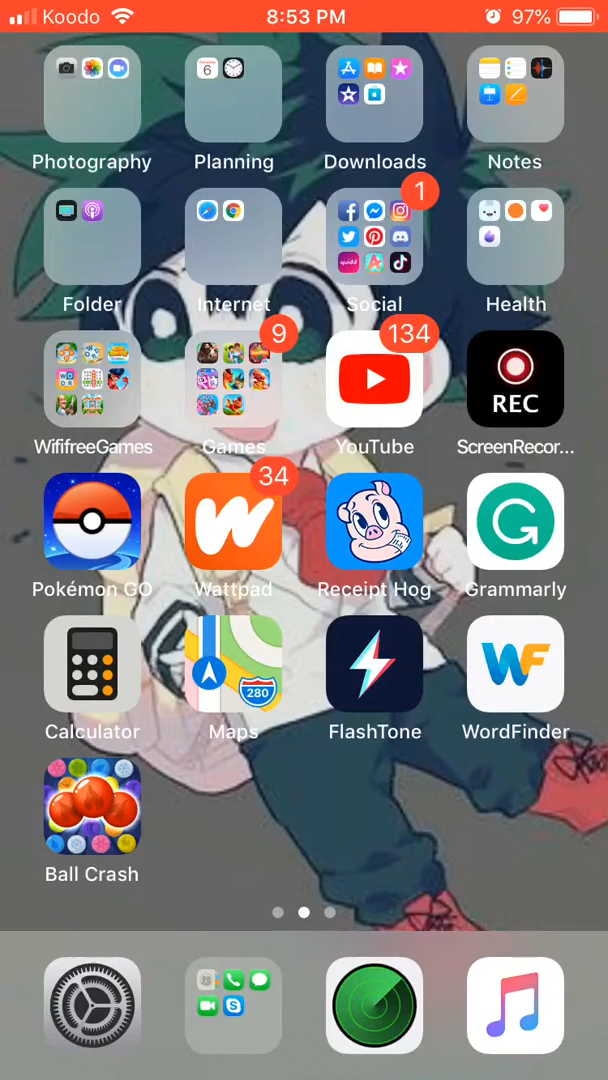 Koodo 8:53 PM 97%
Photography Planning Downloads Notes
1
Folder Internet Social Health
9 134
REC
WififreeGames Games YouTube ScreenRecor...
34
Pokémon GO Wattpad Receipt Hog Grammarly
280
Calculator Maps FlashTone WordFinder
Ball Crash